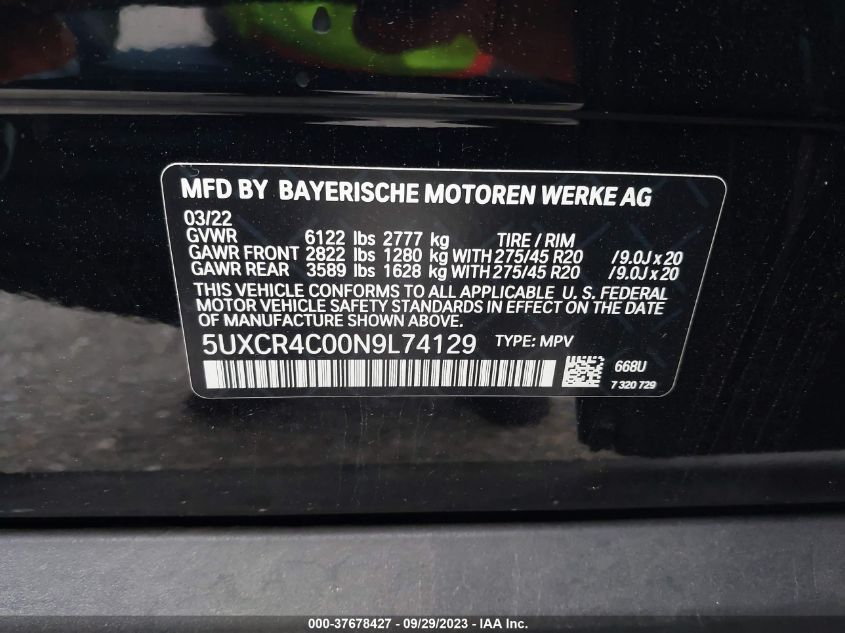 MFD BY BAYERISCHE MOTOREN WERKE AG
03/22
GVWR 6122 lbs 2777 kg TIRE / RIM
GAWR FRONT 2822 lbs 1280 kg WITH 275/45 R20 /9.0J x 20
GAWR REAR 3589 lbs 1628 kg WITH 275/45 R20 /9.0J x 20
THIS VEHICLE CONFORMS TO ALL APPLICABLE U. S. FEDERAL
MOTOR VEHICLE SAFETY STANDARDS IN EFFECT ON THE DATE
OF MANUFACTURE SHOWN ABOVE.
5UXCR4C00N9L74129 TYPE: MPV
668U
7 320 729
000-37678427 - 09/29/2023 - IAA Inc.